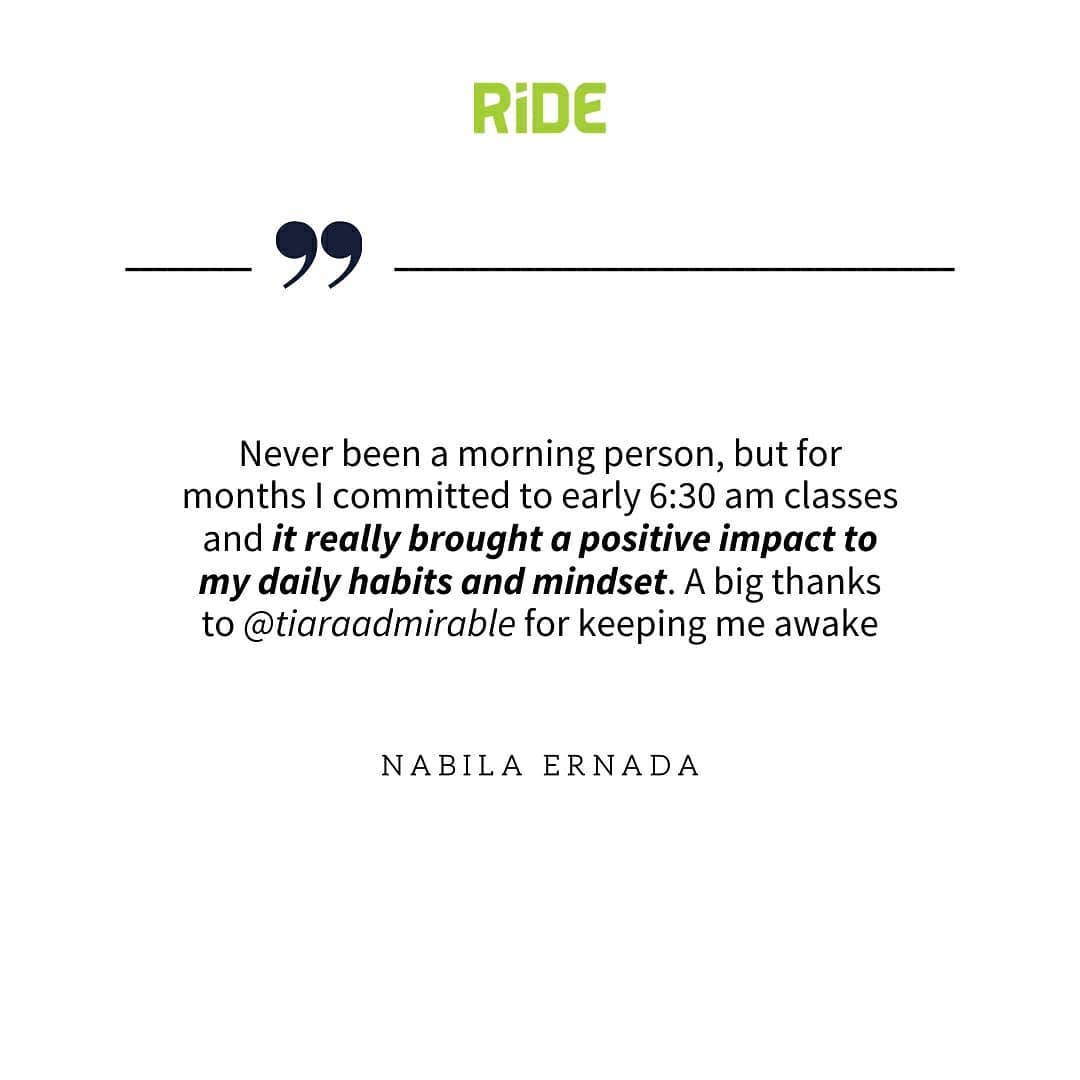 RiDE
”
Never been a morning person, but for
months I committed to early 6:30 am classes
and it really brought a positive impact to
my daily habits and mindset. A big thanks
to @tiaraadmirable for keeping me awake
NABILA ERNADA